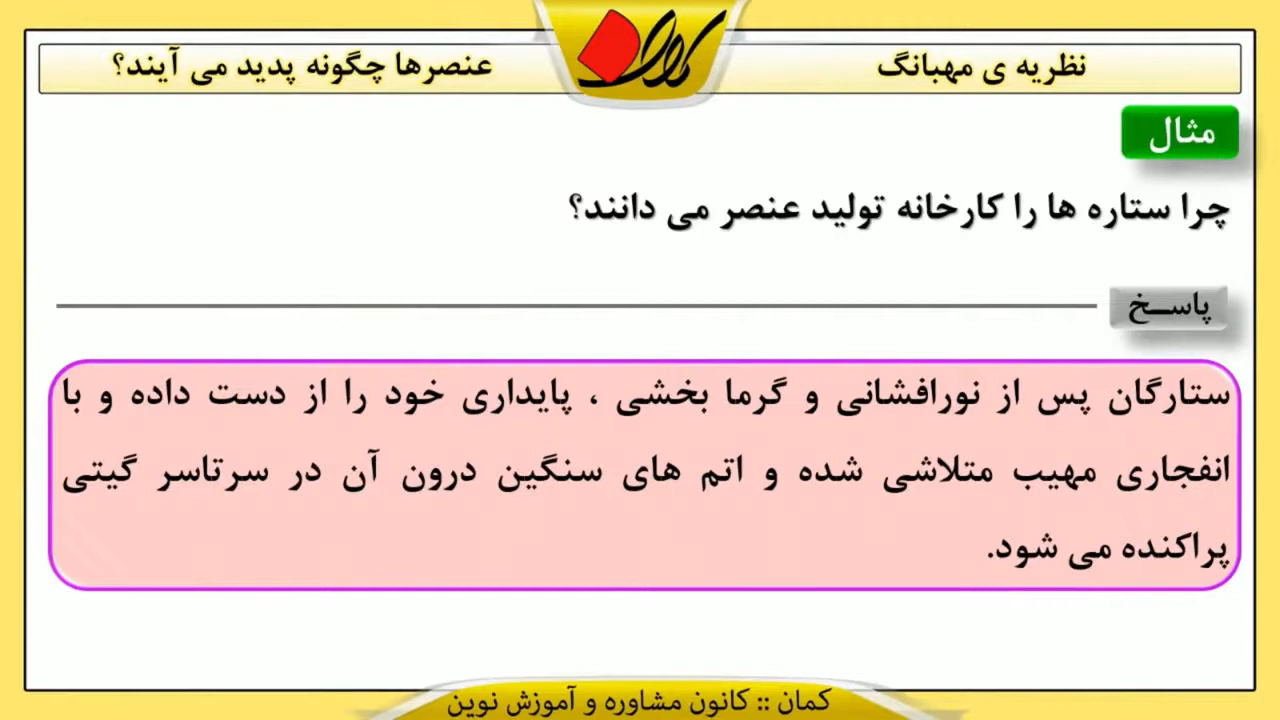 نظریه ی مهبانگ
عنصرها چگونه پدید می آیند؟
کمان
مثال
چرا ستاره ها را کارخانه تولید عنصر می دانند؟
پاسخ
ستارگان پس از نورافشانی و گرما بخشی ، پایداری خود را از دست داده و با
انفجاری مهیب متلاشی شده و اتم های سنگین درون آن در سرتاسر گیتی
پراکنده می شود.
کمان :: کانون مشاوره و آموزش نوین